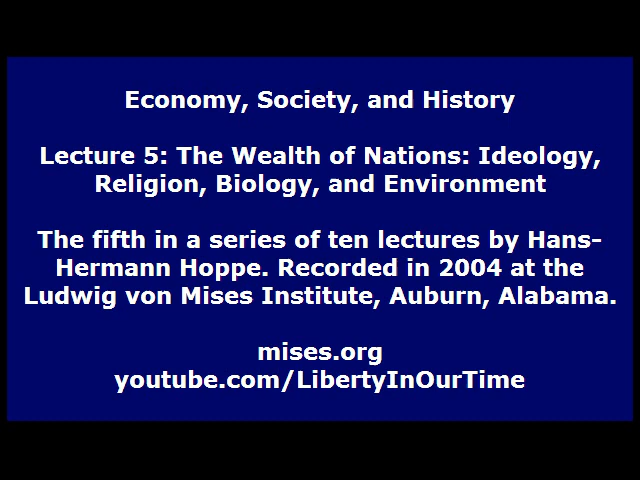 Economy, Society, and History
Lecture 5: The Wealth of Nations: Ideology,
Religion, Biology, and Environment
The fifth in a series of ten lectures by Hans-
Hermann Hoppe. Recorded in 2004 at the
Ludwig von Mises Institute, Auburn, Alabama.
mises.org
youtube.com/LibertyInOurTime